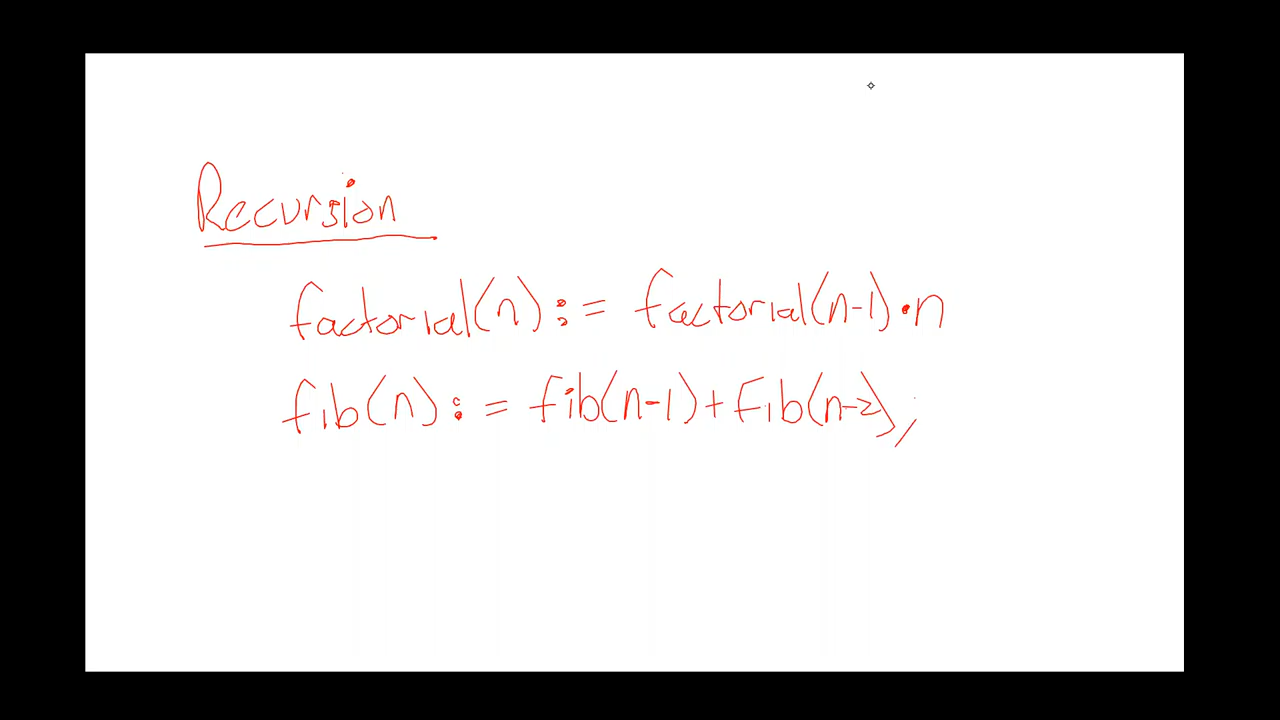 Recursion
factorial(n) := factorial(n-1)·n
fib(n) := fib(n-1)+fib(n-2),